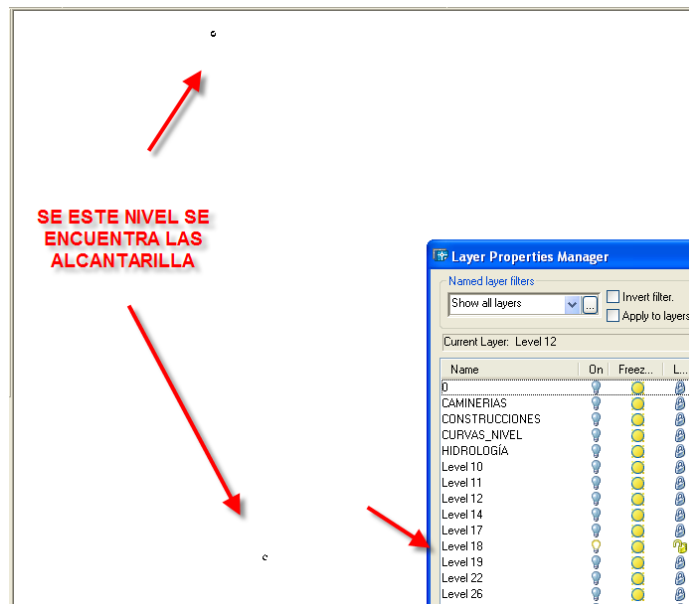 SE ESTE NIVEL SE
ENCUENTRA LAS
ALCANTARILLA
Layer Properties Manager
Named layer filters
Show all layers
...
Invert filter.
Apply to layers
Current Layer: Level 12
Name On Freez... L...
0
CAMINERIAS
CONSTRUCCIONES
CURVAS_NIVEL
HIDROLOGÍA
Level 10
Level 11
Level 12
Level 14
Level 17
Level 18
Level 19
Level 22
Level 26